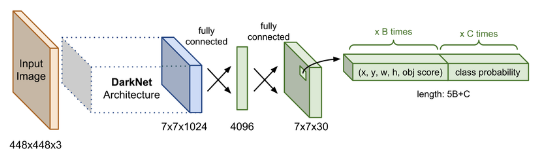 fully
connected
fully
connected
x B times
x C times
Input
Image
DarkNet
Architecture
(x, y, w, h, obj score)
class probability
length: 5B+C
448x448x3
7x7x1024
4096
7x7x30